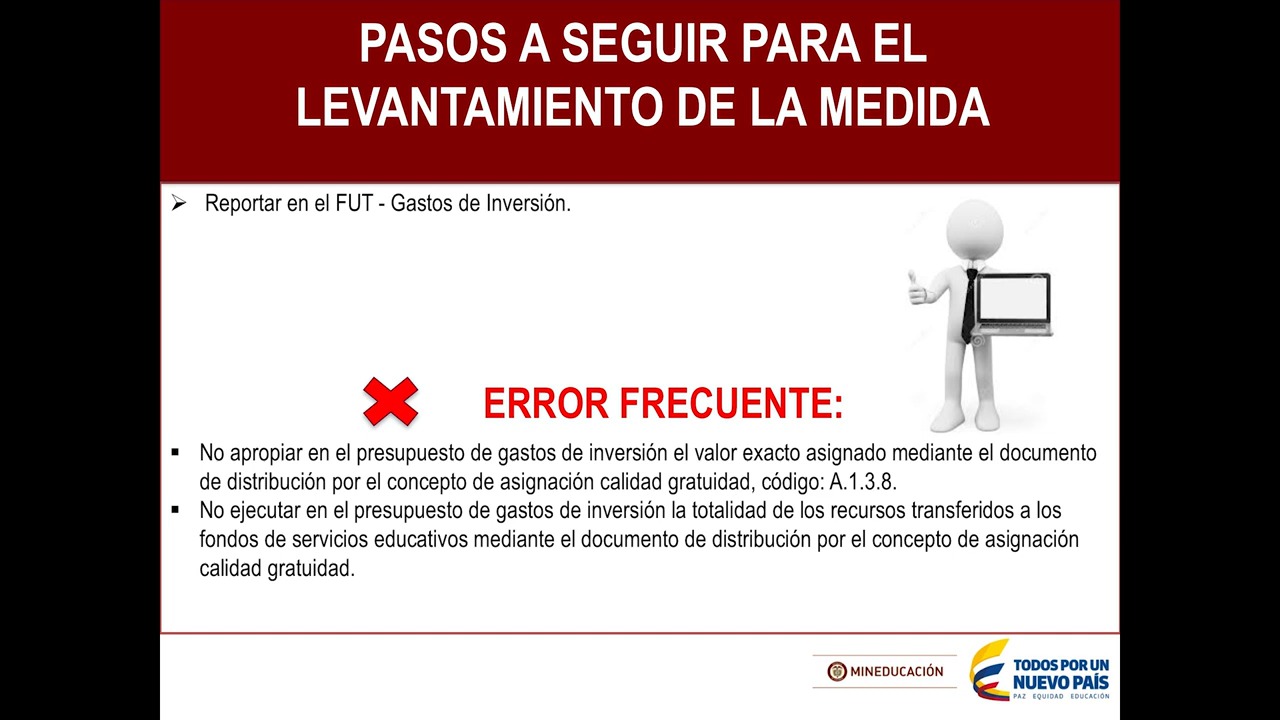 PASOS A SEGUIR PARA EL
LEVANTAMIENTO DE LA MEDIDA
➢ Reportar en el FUT - Gastos de Inversión.
ERROR FRECUENTE:
▪ No apropiar en el presupuesto de gastos de inversión el valor exacto asignado mediante el documento
de distribución por el concepto de asignación calidad gratuidad, código: A.1.3.8.
▪ No ejecutar en el presupuesto de gastos de inversión la totalidad de los recursos transferidos a los
fondos de servicios educativos mediante el documento de distribución por el concepto de asignación
calidad gratuidad.
MINEDUCACIÓN
TODOS POR UN
NUEVO PAÍS
PAZ EQUIDAD EDUCACIÓN